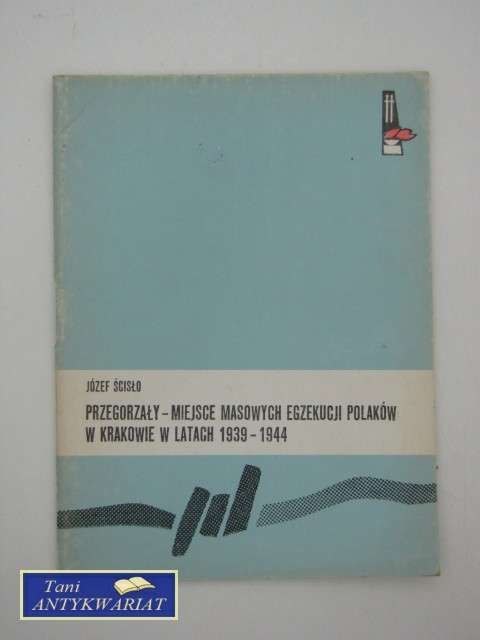 JÓZEF ŚCISŁO
PRZEGORZAŁY – MIEJSCE MASOWYCH EGZEKUCJI POLAKÓW
W KRAKOWIE W LATACH 1939 – 1944
Tani
ANTYKWARIAT